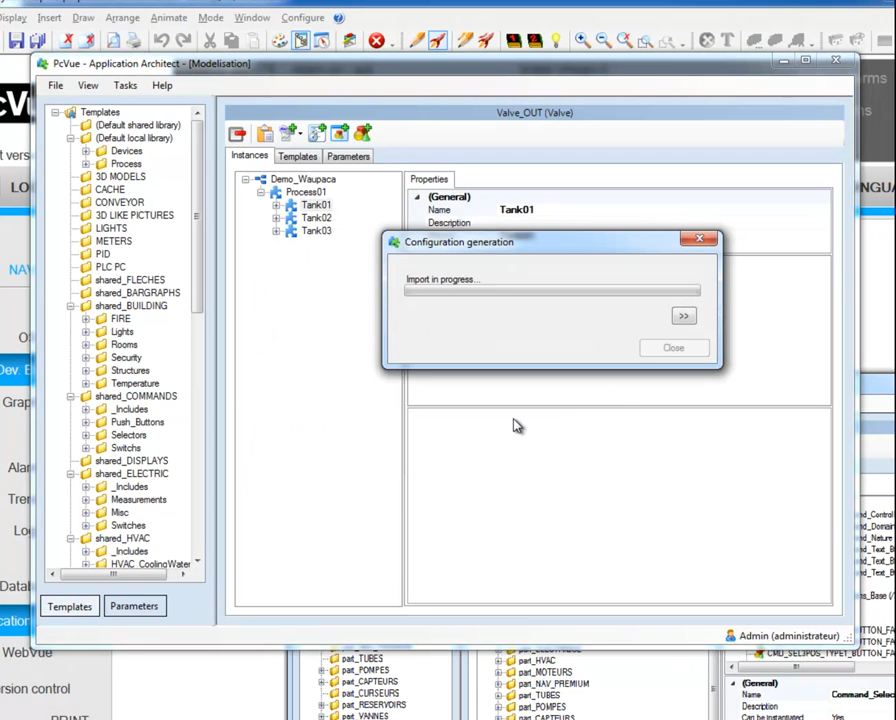 Display Insert Draw Arrange Animate Mode Window Configure
PcVue - Application Architect - [Modelisation]
File View Tasks Help
Templates
(Default shared library)
(Default local library)
Devices
Process
3D MODELS
CACHE
CONVEYOR
3D LIKE PICTURES
LIGHTS
METERS
PID
PLC PC
shared_FLECHES
shared_BARGRAPHS
shared_BUILDING
FIRE
Lights
Rooms
Security
Structures
Temperature
shared_COMMANDS
_Includes
Push_Buttons
Selectors
Switchs
shared_DISPLAYS
shared_ELECTRIC
_Includes
Measurements
Misc
Switches
shared_HVAC
_Includes
HVAC_CoolingWater
Templates Parameters
Valve_OUT (Valve)
Instances Templates Parameters
Demo_Waupaca
Process01
Tank01
Tank02
Tank03
Properties
(General)
Name Tank01
Description
Configuration generation
Import in progress...
>>
Close
Admin (administrateur)
WebVue
part_TUBES
part_POMPES
part_CAPTEURS
part_CURSEURS
part_RESERVOIRS
part_VANNES
part_HVAC
part_MOTEURS
part_NAV_PREMIUM
part_TUBES
part_POMPES
part_CAPTEURS
(General)
Name Command_Selec
Description
Can be instantiated Yes